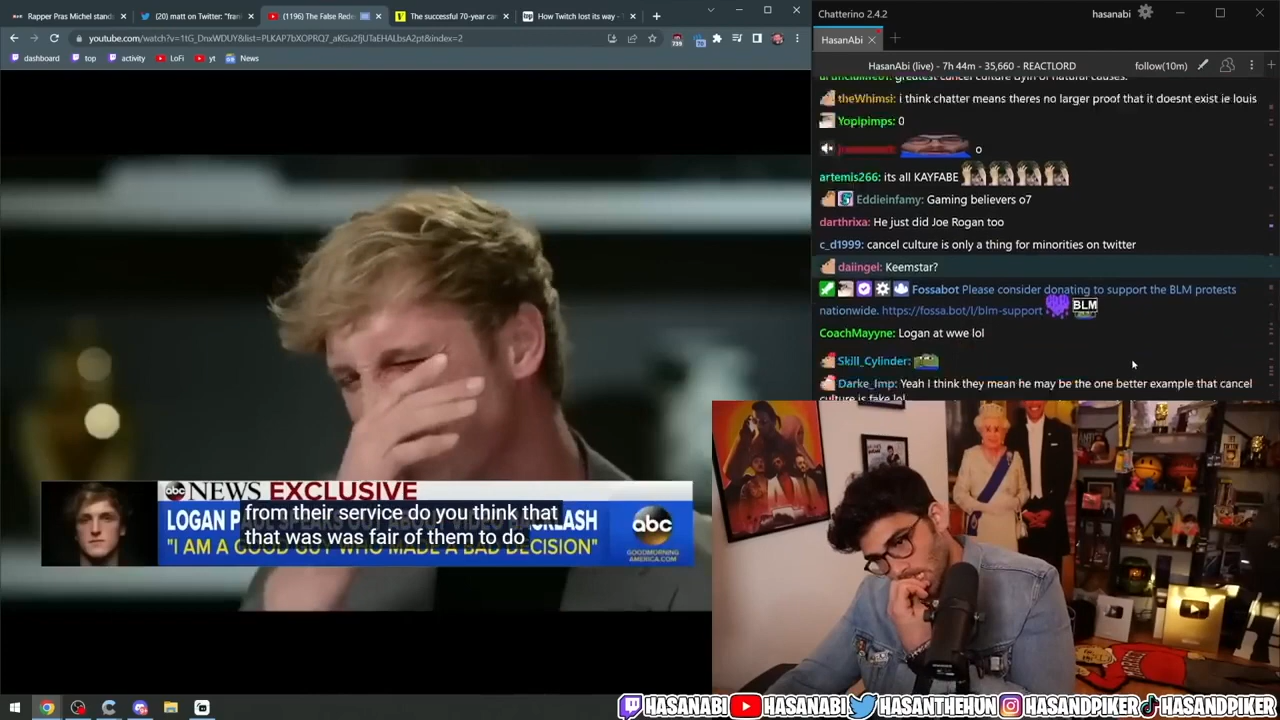 Rapper Pras Michel stands
(20) matt on Twitter: "fran
(1196) The False Rede
The successful 70-year ca
How Twitch lost its way -
youtube.com/watch?v=1tG_DnxWDUY&list=PLKAP7bXOPRQ7_aKGu2fjUTaEHALbsA2pt&index=2
dashboard
top
activity
LoFi
yt
News
Chatterino 2.4.2
hasanabi
HasanAbi
HasanAbi (live) - 7h 44m - 35,660 - REACTLORD
follow(10m)
greatest cancel culture dyin of natural causes.
theWhimsi: i think chatter means theres no larger proof that it doesnt exist ie louis
Yopipimps: 0
o
artemis266: its all KAYFABE
Eddieinfamy: Gaming believers o7
darthrixa: He just did Joe Rogan too
c_d1999: cancel culture is only a thing for minorities on twitter
daiingel: Keemstar?
Fossabot Please consider donating to support the BLM protests
nationwide. https://fossa.bot/l/blm-support
BLM
CoachMayyne: Logan at wwe lol
Skill_Cylinder:
Darke_Imp: Yeah I think they mean he may be the one better example that cancel
culture is fake lol
abc NEWS EXCLUSIVE
LOGAN P
LASH
"I AM A GOOD GUY WHO MADE A BAD DECISION"
from their service do you think that
that was was fair of them to do
abc
GOODMORNING
AMERICA.COM
HASANABI
HASANABI
HASANTHEHUN
HASANDPIKER
HASANDPIKER